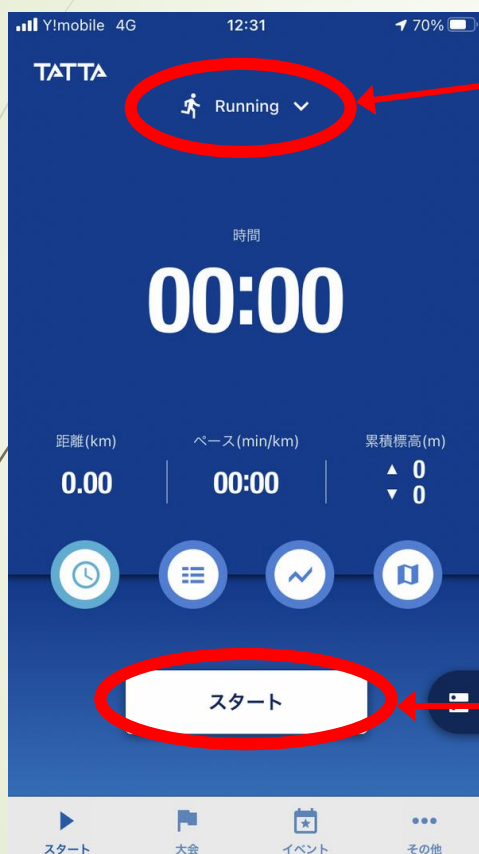 Y!mobile 4G 12:31 70%
TATTA
Running
時間
00:00
距離(km) ペース(min/km) 累積標高(m)
0.00 00:00 ▲ 0
▼ 0
スタート
スタート 大会 イベント その他